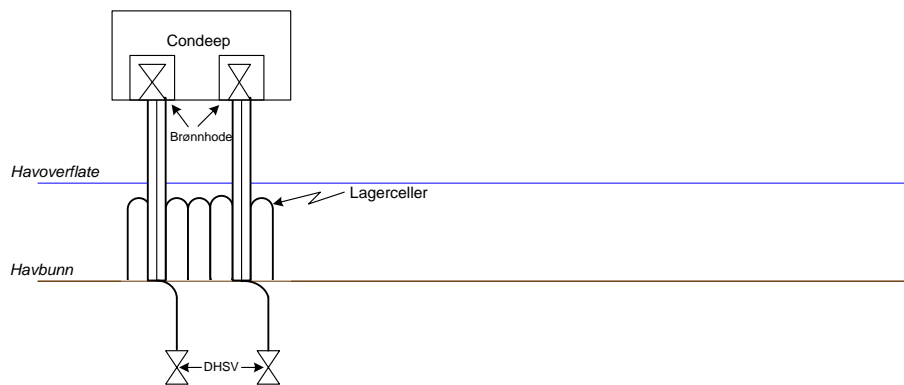 Condeep
Brønnhode
Havoverflate
Lagerceller
Havbunn
DHSV